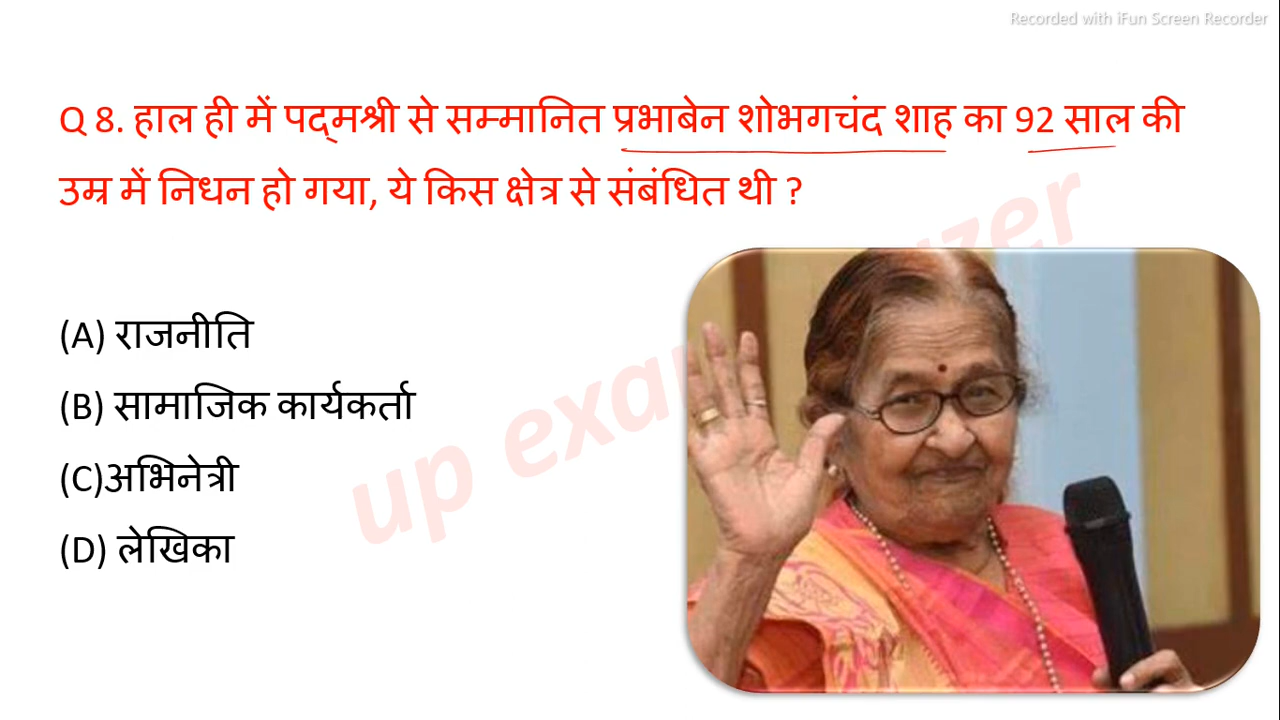 Recorded with iFun Screen Recorder
Q 8. हाल ही में पद्मश्री से सम्मानित प्रभाबेन शोभगचंद शाह का 92 साल की
उम्र में निधन हो गया, ये किस क्षेत्र से संबंधित थी ?
(A) राजनीति
(B) सामाजिक कार्यकर्ता
(C)अभिनेत्री
(D) लेखिका